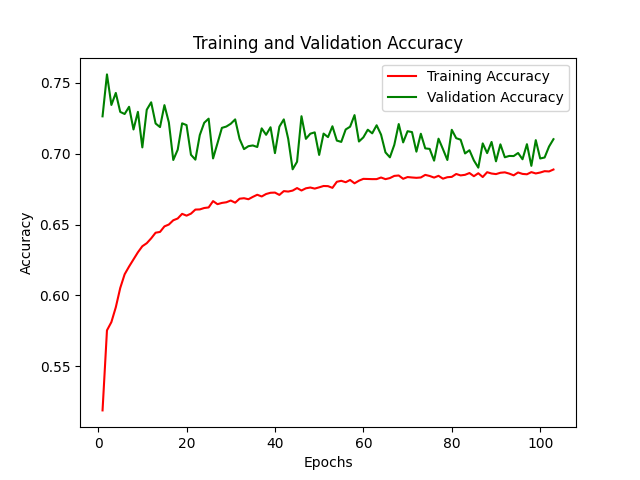 Training and Validation Accuracy
Training Accuracy
Validation Accuracy
0.75
0.70
0.65
0.60
0.55
Accuracy
0
20
40
60
80
100
Epochs